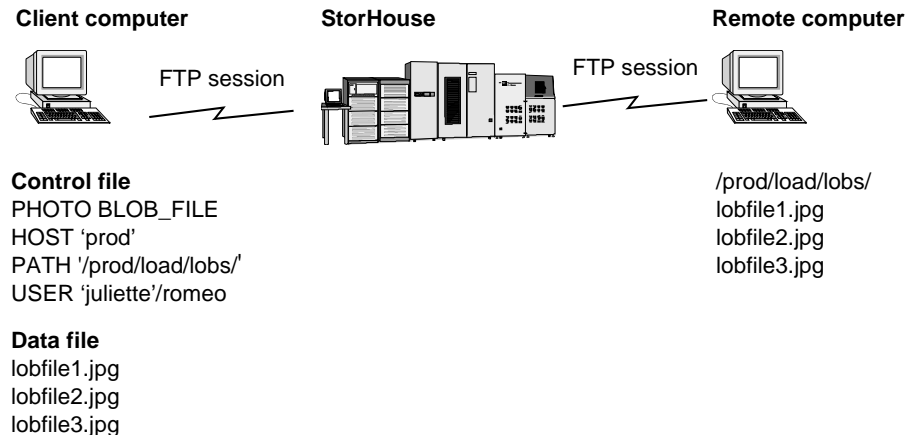 Client computer
StorHouse
Remote computer
FTP session
FTP session
Control file
PHOTO BLOB_FILE
HOST ‘prod’
PATH '/prod/load/lobs/'
USER ‘juliette’/romeo
Data file
lobfile1.jpg
lobfile2.jpg
lobfile3.jpg
/prod/load/lobs/
lobfile1.jpg
lobfile2.jpg
lobfile3.jpg